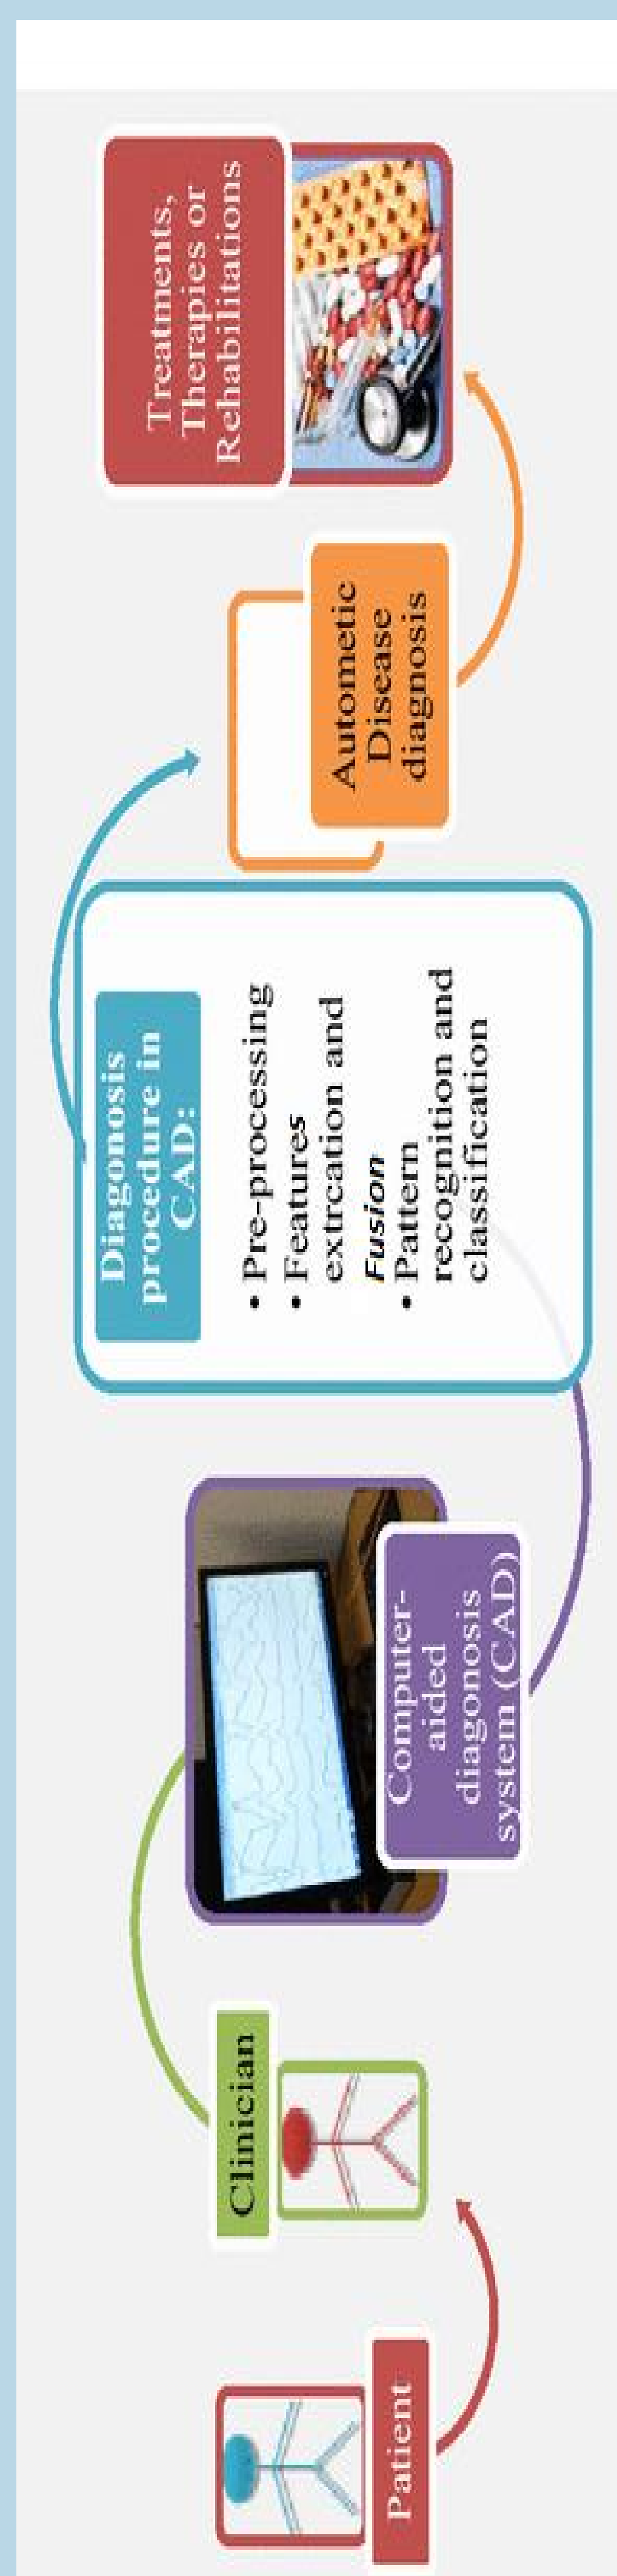 Patient
Clinician
Computer-
aided
diagonosis
system (CAD)
Diagonosis
procedure in
CAD:
• Pre-processing
• Features
extrcation and
Fusion
• Pattern
recognition and
classification
Autometic
Disease
diagnosis
Treatments,
Therapies or
Rehabilitations